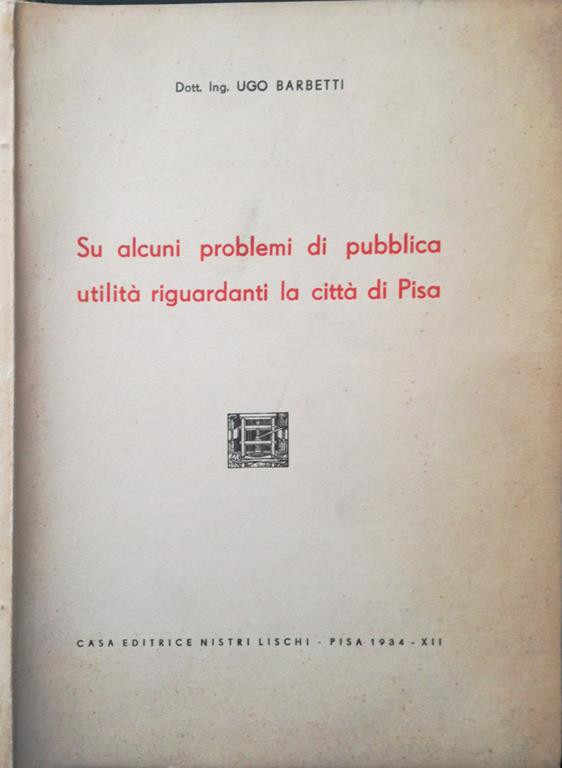 Dott. Ing. UGO BARBETTI
Su alcuni problemi di pubblica
utilità riguardanti la città di Pisa
CASA EDITRICE NISTRI LISCHI - PISA 1934 - XII